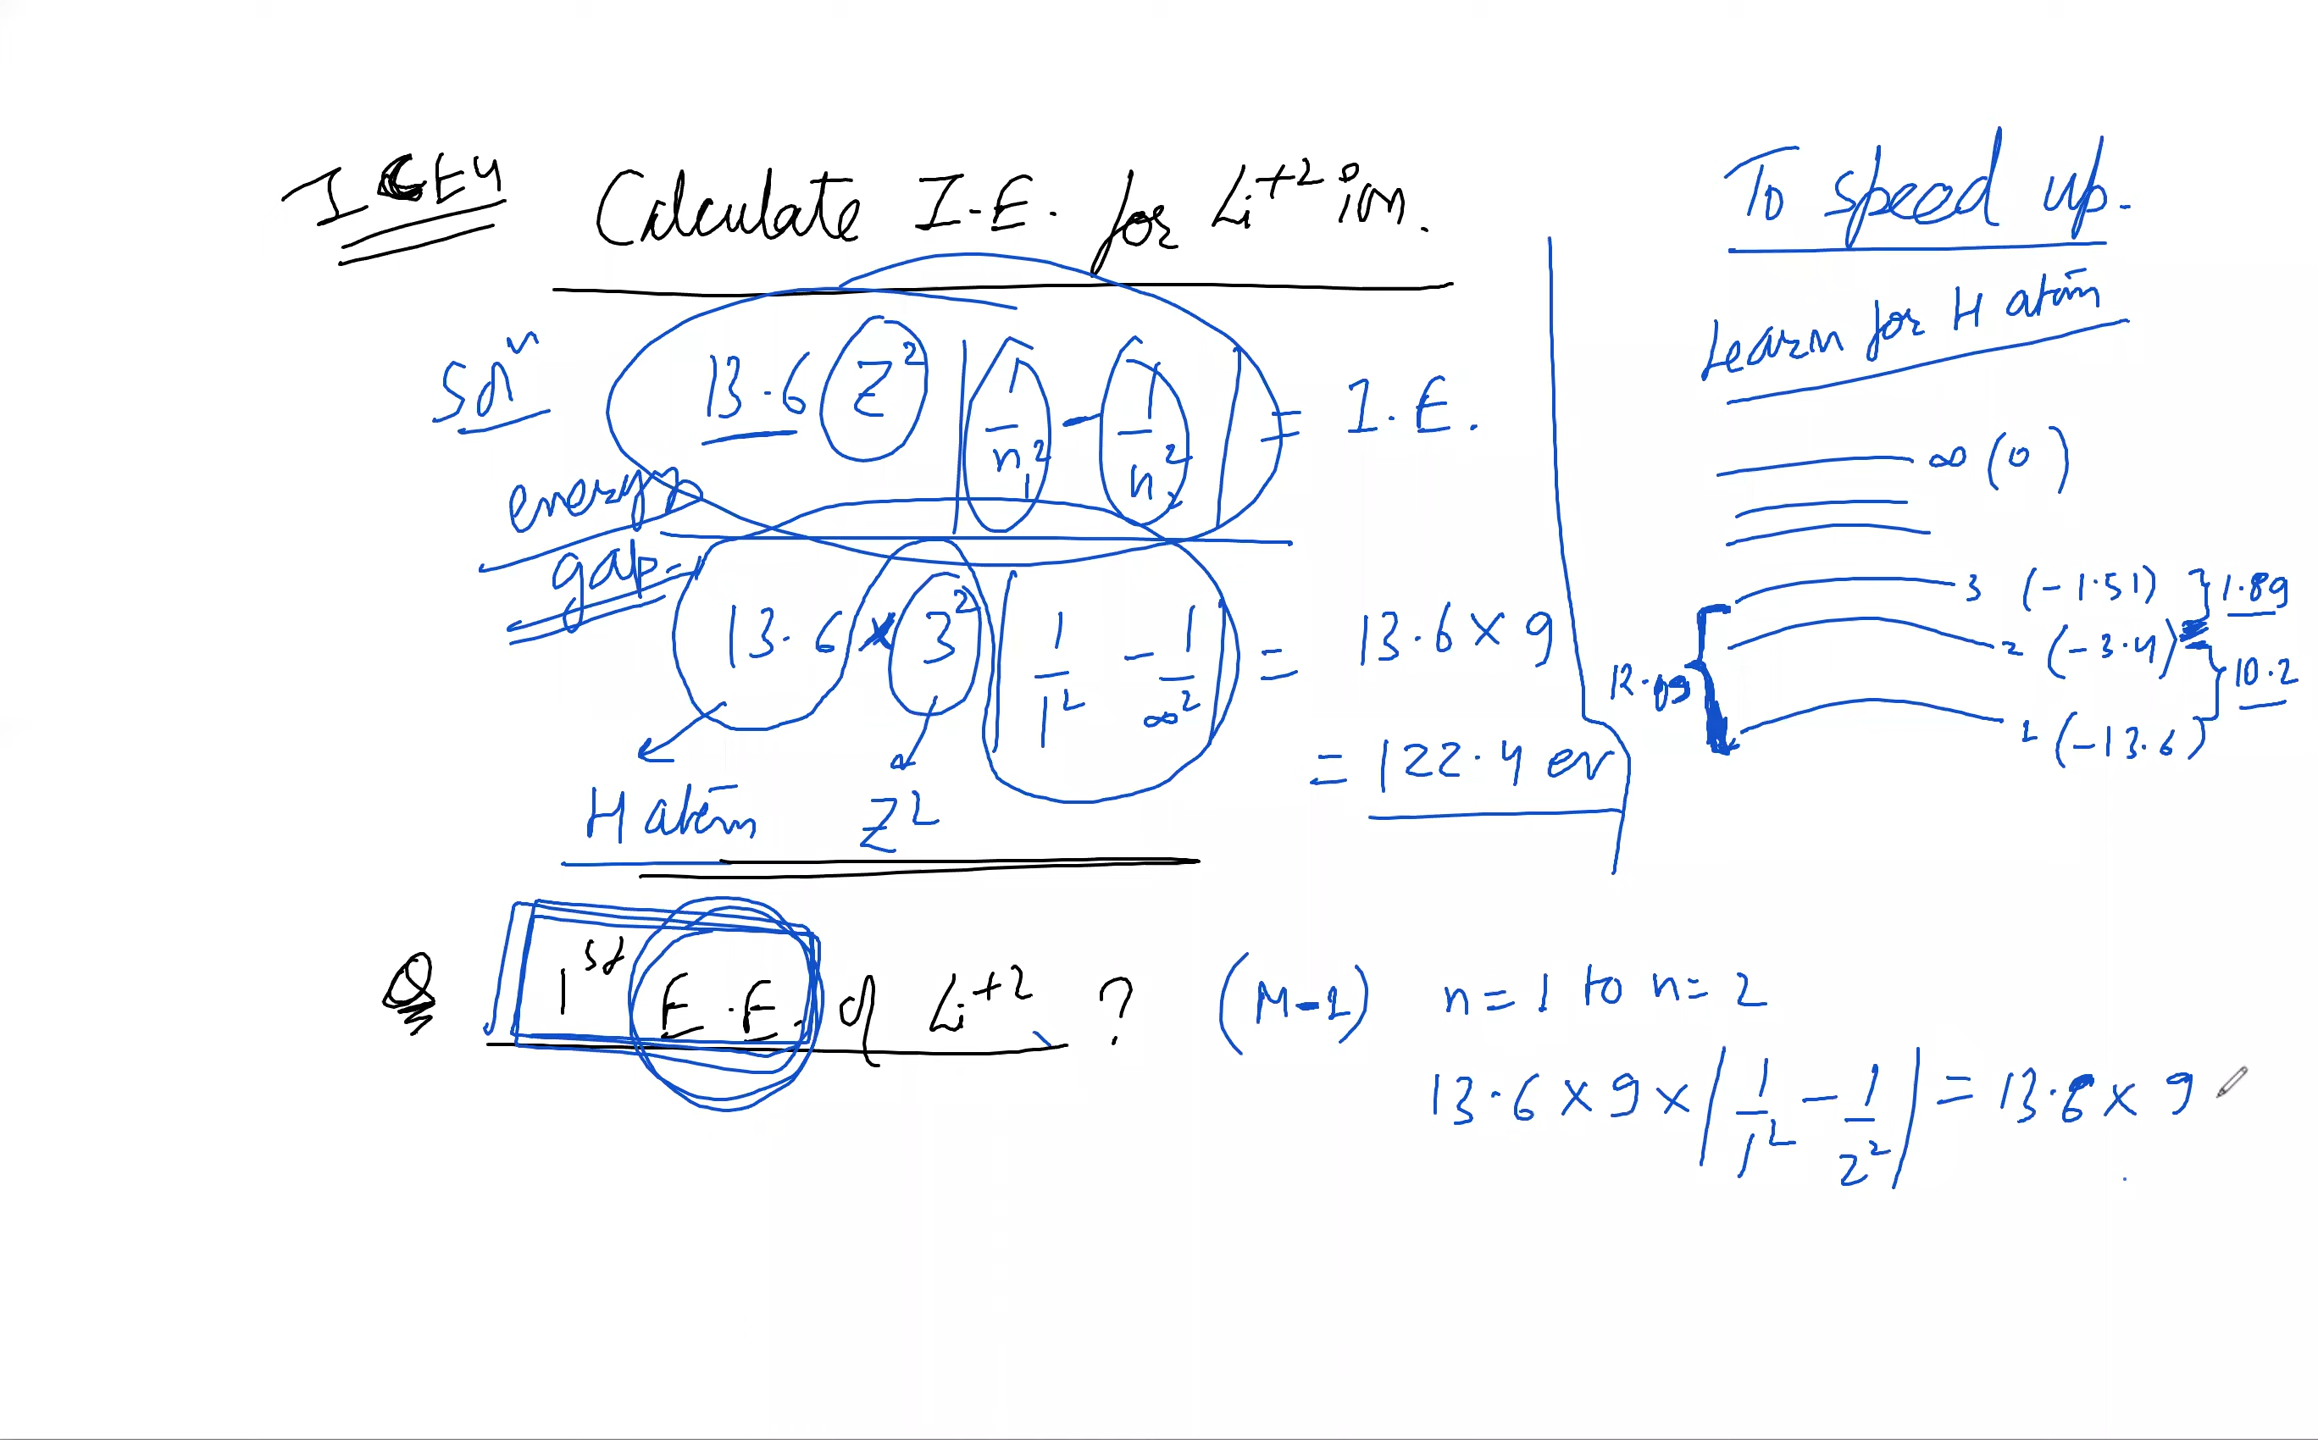 Calculate I.E. for Li+2 ion.
Soln 13.6 Z² | 1/n₁² - 1/n₂² | = I.E.
energy
gap =
13.6 × 3² | 1/1² - 1/∞² | = 13.6 × 9
= 122.4 ev
H atom Z²
Q 1st E.E. of Li+2 ? (M-1) n = 1 to n = 2
13.6 × 9 × | 1/1² - 1/2² | = 13.6 × 9
To speed up.
Learn for H atom
∞ (0)
3 (-1.51) } 1.89
2 (-3.4)
12.09 10.2
1 (-13.6)